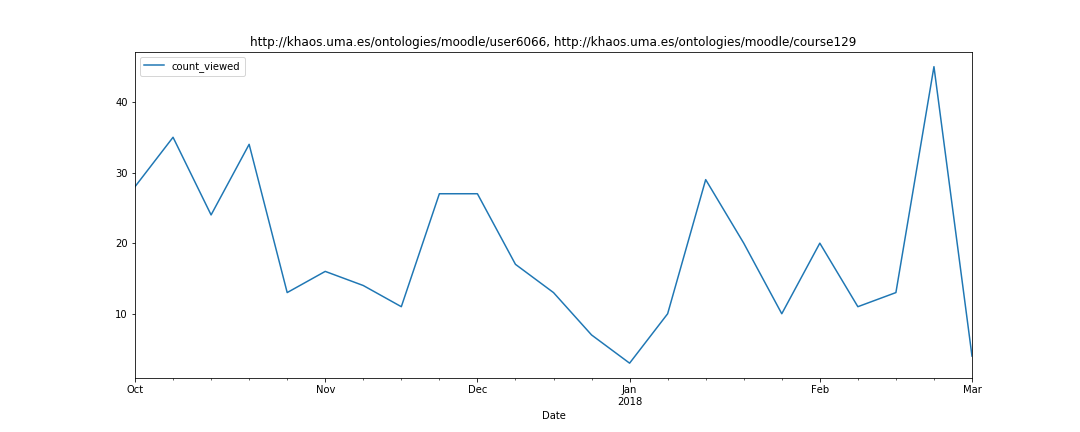 http://khaos.uma.es/ontologies/moodle/user6066, http://khaos.uma.es/ontologies/moodle/course129
count_viewed
40
30
20
10
Oct
Nov
Dec
Jan
2018
Feb
Mar
Date